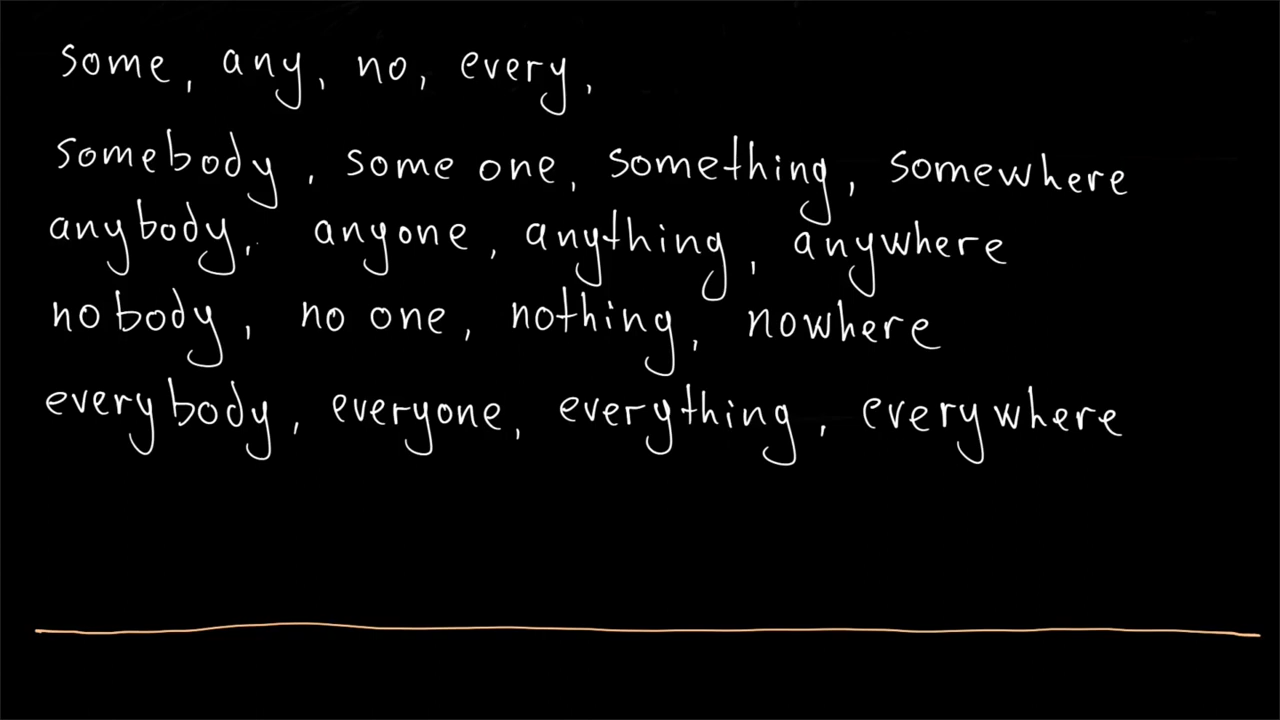 some, any, no, every,
somebody, some one, something, somewhere
anybody, anyone, anything, anywhere
nobody, no one, nothing, nowhere
everybody, everyone, everything, everywhere